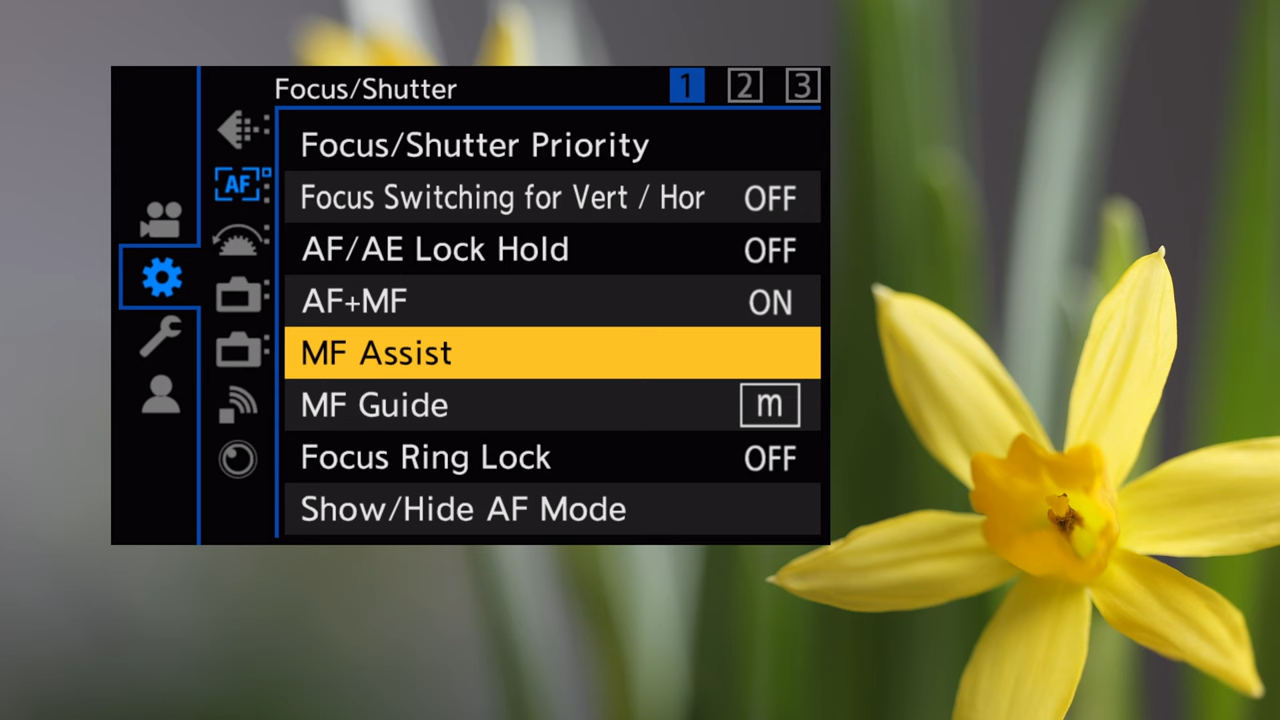 Focus/Shutter
1 2 3
AF
Focus/Shutter Priority
Focus Switching for Vert / Hor OFF
AF/AE Lock Hold OFF
AF+MF ON
MF Assist
MF Guide m
Focus Ring Lock OFF
Show/Hide AF Mode